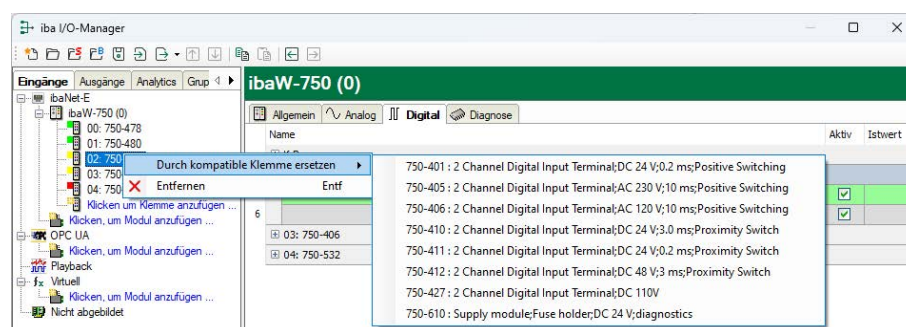 iba I/O-Manager
Eingänge Ausgänge Analytics Grup
ibaW-750 (0)
ibaNet-E
ibaW-750 (0)
00: 750-478
01: 750-480
02: 750
03: 750
04: 750
Klicken um Klemme anzufügen ...
Klicken, um Modul anzufügen ...
OPC UA
Klicken, um Modul anzufügen ...
Playback
Virtuell
Klicken, um Modul anzufügen ...
Nicht abgebildet
Durch kompatible Klemme ersetzen
Entfernen Entf
Allgemein Analog Digital Diagnose
Name Aktiv Istwert
6
03: 750-406
04: 750-532
750-401 : 2 Channel Digital Input Terminal;DC 24 V;0.2 ms;Positive Switching
750-405 : 2 Channel Digital Input Terminal;AC 230 V;10 ms;Positive Switching
750-406 : 2 Channel Digital Input Terminal;AC 120 V;10 ms;Positive Switching
750-410 : 2 Channel Digital Input Terminal;DC 24 V;3.0 ms;Proximity Switch
750-411 : 2 Channel Digital Input Terminal;DC 24 V;0.2 ms;Proximity Switch
750-412 : 2 Channel Digital Input Terminal;DC 48 V;3 ms;Proximity Switch
750-427 : 2 Channel Digital Input Terminal;DC 110V
750-610 : Supply module;Fuse holder;DC 24 V;diagnostics